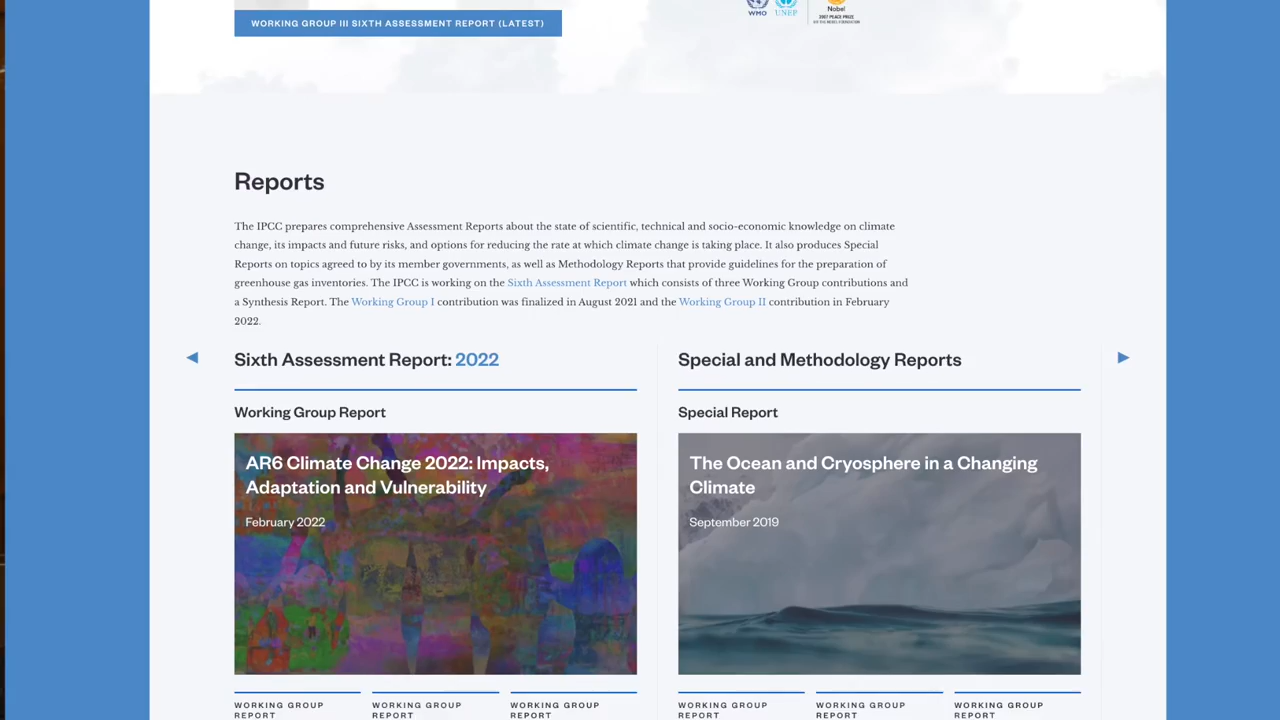 WORKING GROUP III SIXTH ASSESSMENT REPORT (LATEST)
WMO UNEP
Nobel
2007 PEACE PRIZE
Reports
The IPCC prepares comprehensive Assessment Reports about the state of scientific, technical and socio-economic knowledge on climate
change, its impacts and future risks, and options for reducing the rate at which climate change is taking place. It also produces Special
Reports on topics agreed to by its member governments, as well as Methodology Reports that provide guidelines for the preparation of
greenhouse gas inventories. The IPCC is working on the Sixth Assessment Report which consists of three Working Group contributions and
a Synthesis Report. The Working Group I contribution was finalized in August 2021 and the Working Group II contribution in February
2022.
Sixth Assessment Report: 2022
Working Group Report
AR6 Climate Change 2022: Impacts,
Adaptation and Vulnerability
February 2022
WORKING GROUP
REPORT
WORKING GROUP
REPORT
WORKING GROUP
REPORT
Special and Methodology Reports
Special Report
The Ocean and Cryosphere in a Changing
Climate
September 2019
WORKING GROUP
REPORT
WORKING GROUP
REPORT
WORKING GROUP
REPORT